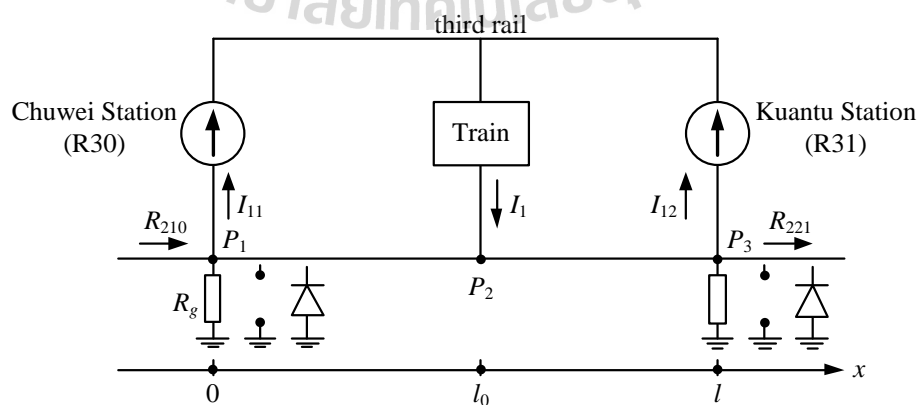 third rail
Chuwei Station
(R30)
Train
Kuantu Station
(R31)
I11
I1
I12
R210
P1
P2
P3
R221
Rg
0
l0
l
x